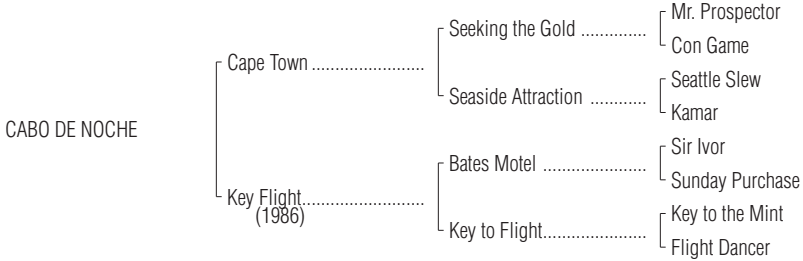 Mr. Prospector
Seeking the Gold ..............
Con Game
Cape Town ........................
Seattle Slew
Seaside Attraction ............
Kamar
CABO DE NOCHE
Sir Ivor
Bates Motel ......................
Sunday Purchase
Key Flight..........................
(1986)
Key to the Mint
Key to Flight......................
Flight Dancer